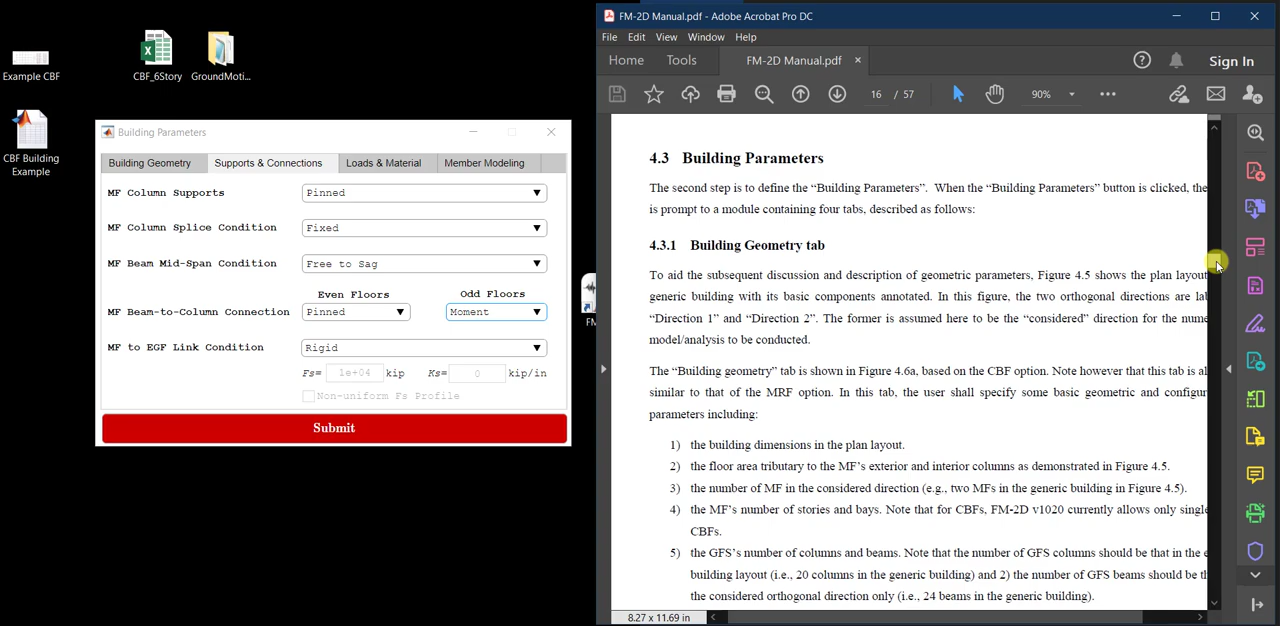 Example CBF
CBF_6Story
GroundMoti...
CBF Building
Example
FM
Building Parameters
Building Geometry
Supports & Connections
Loads & Material
Member Modeling
MF Column Supports
Pinned
MF Column Splice Condition
Fixed
MF Beam Mid-Span Condition
Free to Sag
Even Floors
Odd Floors
MF Beam-to-Column Connection
Pinned
Moment
MF to EGF Link Condition
Rigid
Fs= 1e+04 kip
Ks= 0 kip/in
Non-uniform Fs Profile
Submit
FM-2D Manual.pdf - Adobe Acrobat Pro DC
File Edit View Window Help
Home Tools FM-2D Manual.pdf × Sign In
16 / 57 90%
4.3 Building Parameters
The second step is to define the “Building Parameters”. When the “Building Parameters” button is clicked, the
is prompt to a module containing four tabs, described as follows:
4.3.1 Building Geometry tab
To aid the subsequent discussion and description of geometric parameters, Figure 4.5 shows the plan layou
generic building with its basic components annotated. In this figure, the two orthogonal directions are la
“Direction 1” and “Direction 2”. The former is assumed here to be the “considered” direction for the nume
model/analysis to be conducted.
The “Building geometry” tab is shown in Figure 4.6a, based on the CBF option. Note however that this tab is al
similar to that of the MRF option. In this tab, the user shall specify some basic geometric and configur
parameters including:
1) the building dimensions in the plan layout.
2) the floor area tributary to the MF’s exterior and interior columns as demonstrated in Figure 4.5.
3) the number of MF in the considered direction (e.g., two MFs in the generic building in Figure 4.5).
4) the MF’s number of stories and bays. Note that for CBFs, FM-2D v1020 currently allows only single
CBFs.
5) the GFS’s number of columns and beams. Note that the number of GFS columns should be that in the e
building layout (i.e., 20 columns in the generic building) and 2) the number of GFS beams should be th
the considered orthogonal direction only (i.e., 24 beams in the generic building).
8.27 x 11.69 in